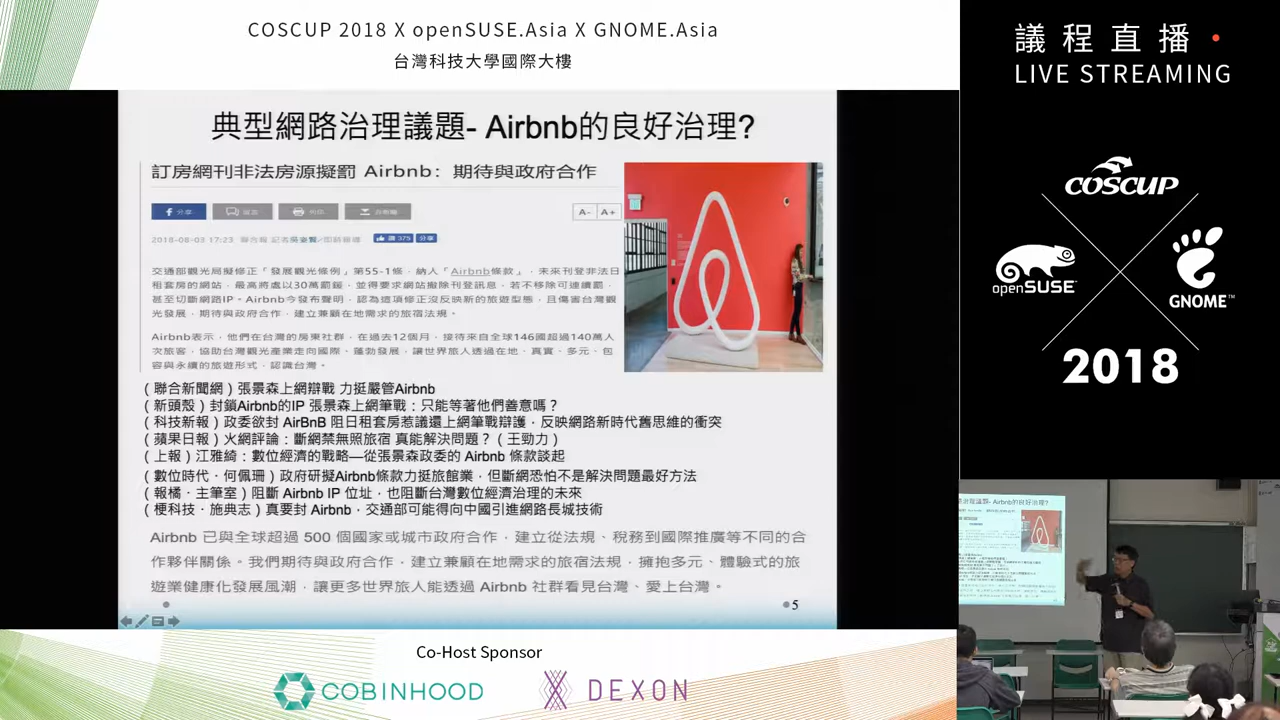 COSCUP 2018 X openSUSE.Asia X GNOME.Asia
台灣科技大學國際大樓
議程直播
LIVE STREAMING
典型網路治理議題- Airbnb的良好治理?
訂房網刊非法房源擬罰 Airbnb：期待與政府合作
分享
列印
A- A+
2018-08-03 17:23 聯合報 記者
讚 375 分享
交通部觀光局擬修正「發展觀光條例」第55-1條，納入「Airbnb條款」，未來刊登非法日
租套房的網站，最高將處以30萬罰鍰，並得要求網站撤除刊登訊息，若不移除可連續罰，
甚至切斷網路IP。Airbnb今發布聲明，認為這項修正沒反映新的旅遊型態，且傷害台灣觀
光發展，期待與政府合作，建立兼顧在地需求的旅宿法規。
Airbnb表示，他們在台灣的房東社群，在過去12個月，接待來自全球146國超過140萬人
次旅客，協助台灣觀光產業走向國際、蓬勃發展，讓世界旅人透過在地、真實、多元、包
容與永續的旅遊形式，認識台灣。
（聯合新聞網）張景森上網辯戰 力挺嚴管Airbnb
（新頭殼）封鎖Airbnb的IP 張景森上網筆戰：只能等著他們善意嗎？
（科技新報）政委欲封 AirBnB 阻日租套房惹議還上網筆戰辯護，反映網路新時代舊思維的衝突
（蘋果日報）火網評論：斷網禁無照旅宿 真能解決問題？（王勁力）
（上報）江雅綺：數位經濟的戰略—從張景森政委的 Airbnb 條款談起
（數位時代．何佩珊）政府研擬Airbnb條款力挺旅館業，但斷網恐怕不是解決問題最好方法
（報橘．主筆室）阻斷 Airbnb IP 位址，也阻斷台灣數位經濟治理的未來
（梗科技．施典志）真要封 Airbnb，交通部可能得向中國引進網路長城技術
Airbnb 已與全球超過 500 個國家或城市政府合作，建立從法規、稅務到國際推廣等不同的合
作夥伴關係。我們期待與政府合作，建立兼顧在地需求的旅宿法規，擁抱多元、體驗式的旅
5
COSCUP
openSUSE
GNOME™
2018
Co-Host Sponsor
COBINHOOD
DEXON